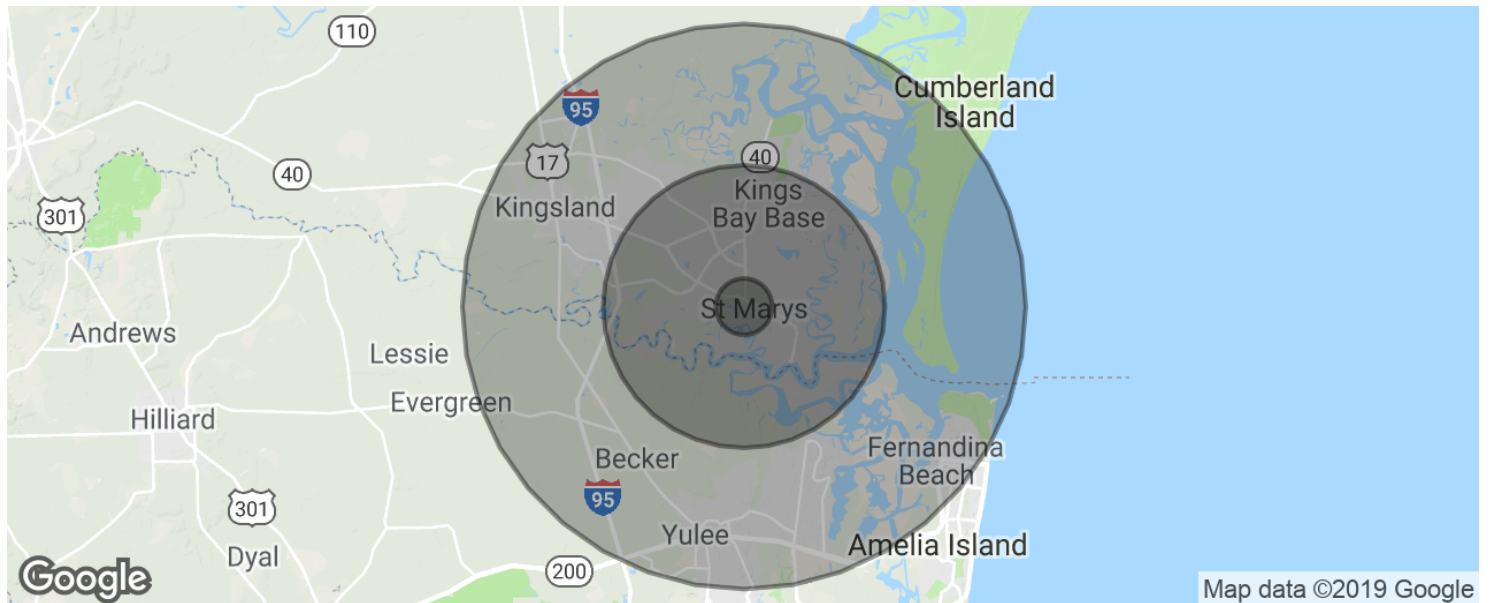 110
Cumberland
Island
95
17
40
40
Kings
Bay Base
301
Kingsland
St Marys
Andrews
Lessie
Evergreen
Hilliard
Fernandina
Beach
Becker
95
301
Yulee
Amelia Island
Dyal
200
Google
Map data ©2019 Google